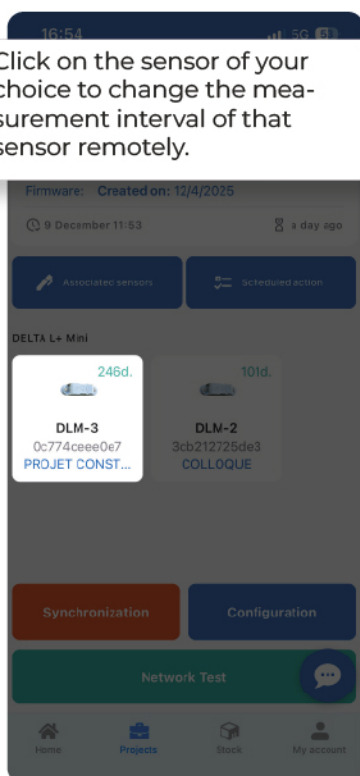 16:54
5G 5
Click on the sensor of your
choice to change the mea-
surement interval of that
sensor remotely.
Firmware: Created on: 12/4/2025
9 December 11:53
a day ago
Associated sensors
Scheduled action
DELTA L+ Mini
246d.
DLM-3
0c774ceee0e7
PROJET CONST...
101d.
DLM-2
3cb212725de3
COLLOQUE
Synchronization
Configuration
Network Test
Home
Projects
Stock
My account